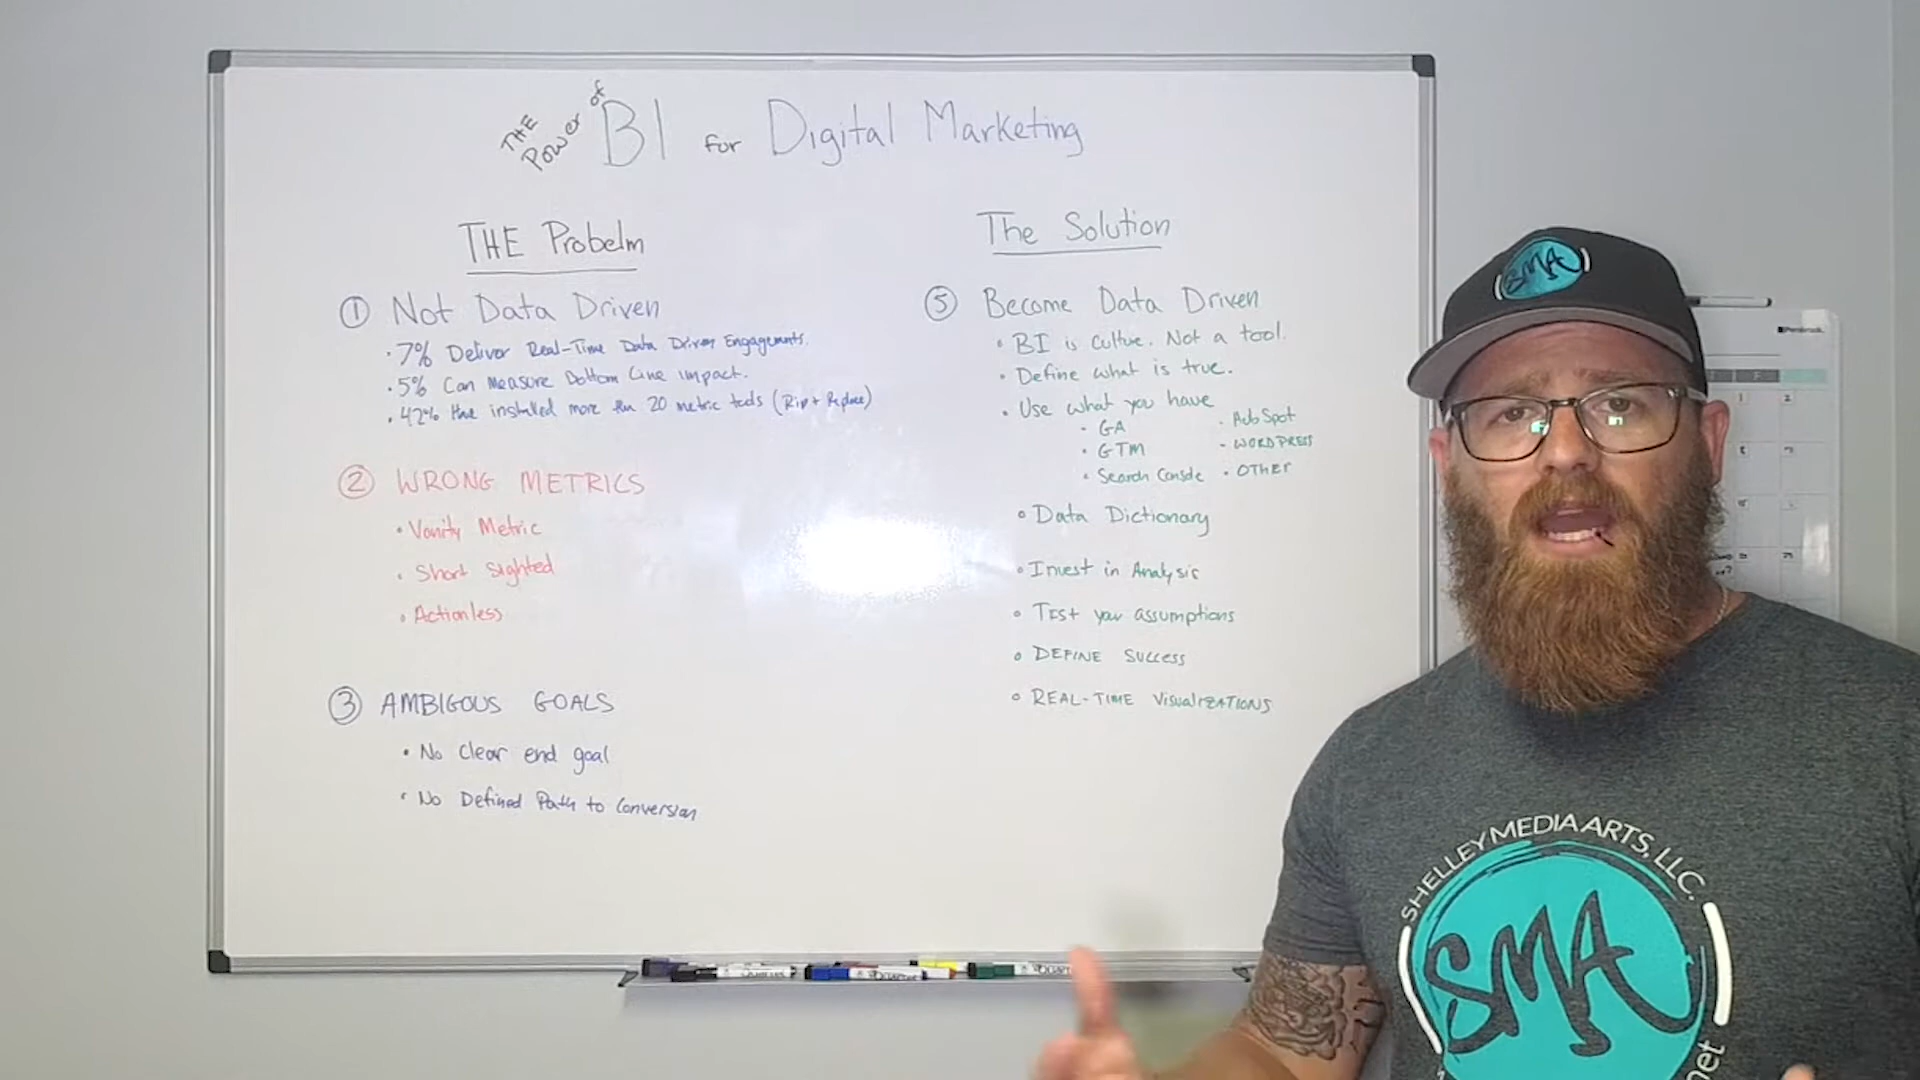 THE Power of BI for Digital Marketing
THE Probelm
① Not Data Driven
· 7% Deliver Real-Time Data Driven Engagements.
· 5% Can Measure Bottom Line Impact.
· 42% Have installed more than 20 metric tools (Rip + Replace)
② WRONG METRICS
· Vanity Metric
· Short Sighted
· Actionless
③ AMBIGOUS GOALS
· No Clear end goal
· No Defined Path to Conversion
The Solution
⑤ Become Data Driven
· BI is Culture. Not a tool.
· Define what is true.
· Use what you have
· GA
· GTM
· Search Console
· HubSpot
- WORDPRESS
· OTHER
· Data Dictionary
· Invest in Analysis
· TEst your assumptions
· DEFINE SUCCESS
· REAL-TIME VisualIZATIONS
SMA
SHELLEY MEDIA ARTS, LLC.
SMA
QUARTET
F
1
2